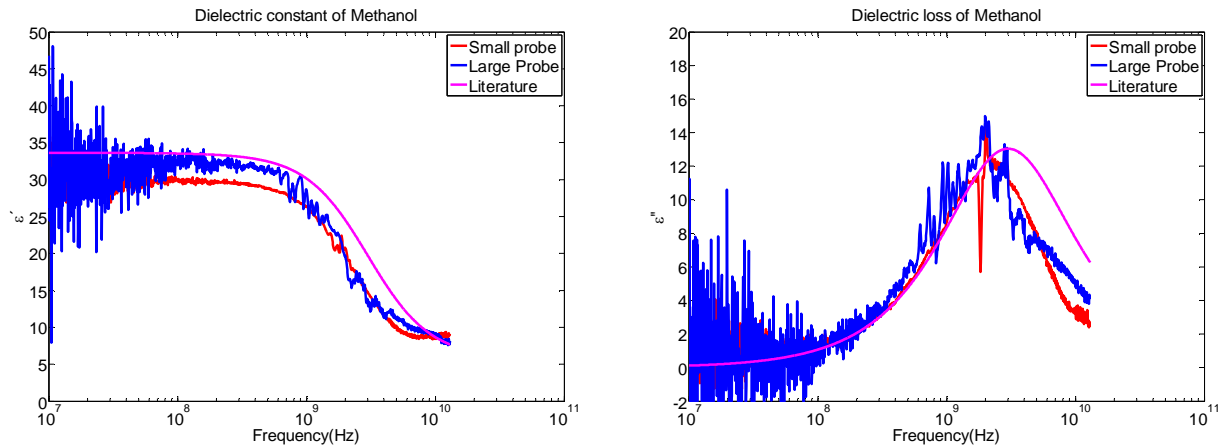 Dielectric constant of Methanol
50
45
40
35
30
25
20
15
10
5
0
ε′
10^7
10^8
10^9
10^10
10^11
Frequency(Hz)
Small probe
Large Probe
Literature
Dielectric loss of Methanol
20
18
16
14
12
10
8
6
4
2
0
-2
ε"
10^7
10^8
10^9
10^10
10^11
Frequency(Hz)
Small probe
Large Probe
Literature